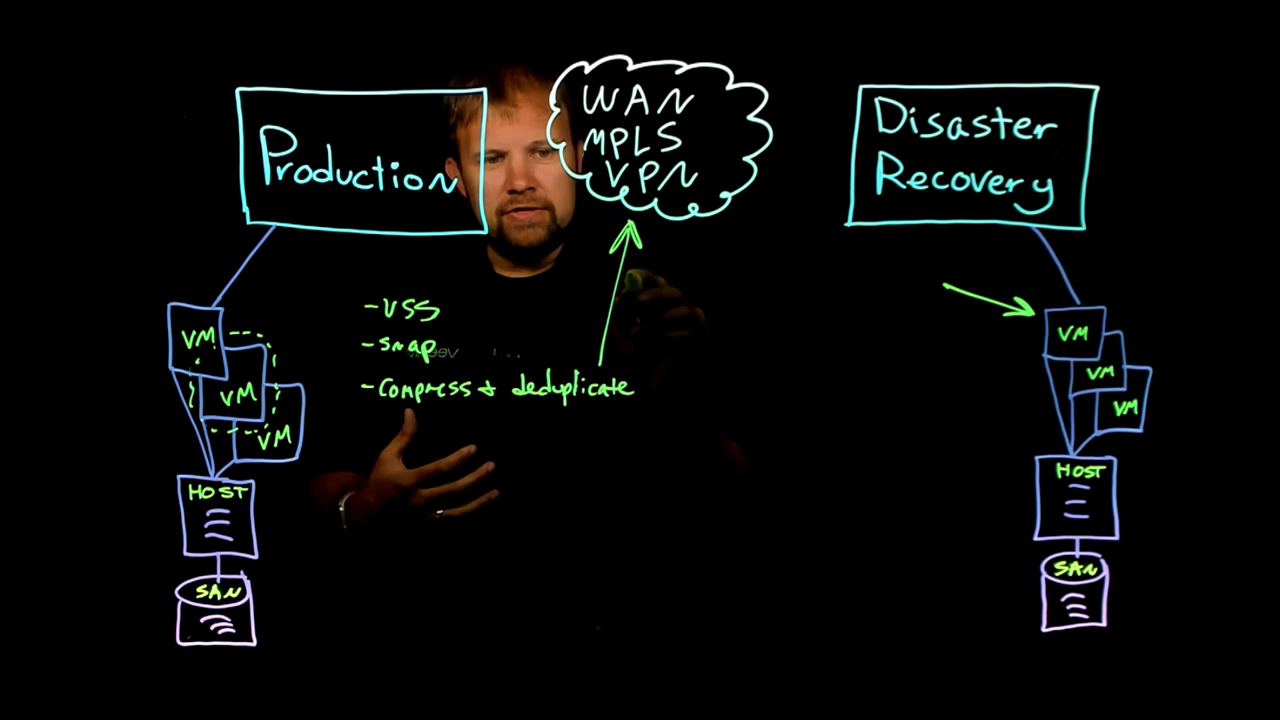 Production
WAN
MPLS
VPN
Disaster
Recovery
-VSS
-snap
veeam
-compress + deduplicate
VM
VM
VM
HOST
SAN
VM
VM
VM
HOST
SAN